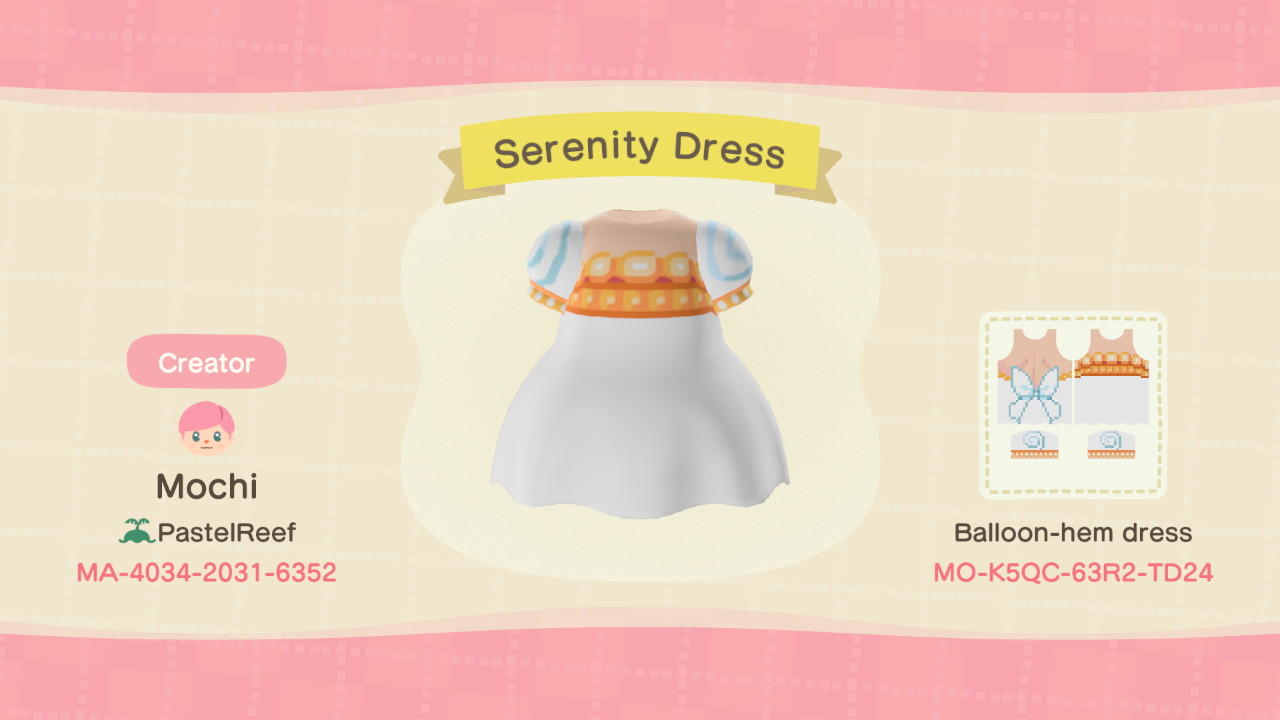 Serenity Dress
Creator
Mochi
PastelReef
MA-4034-2031-6352
Balloon-hem dress
MO-K5QC-63R2-TD24